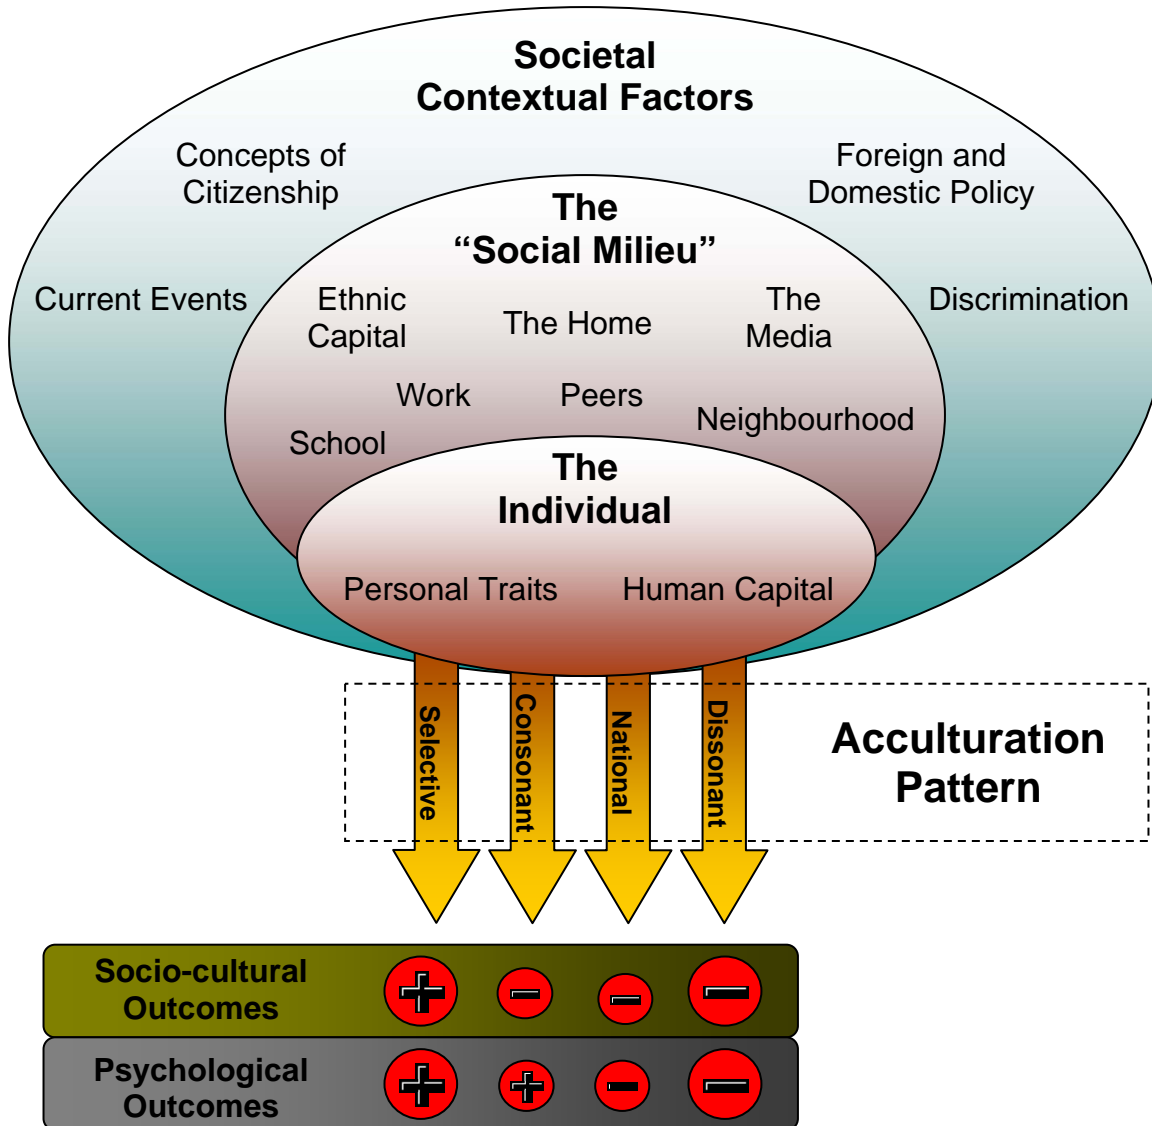 Societal
Contextual Factors
Concepts of
Citizenship
Foreign and
Domestic Policy
The
“Social Milieu”
Current Events
Ethnic
Capital
The Home
The
Media
Discrimination
Work
Peers
Neighbourhood
School
The
Individual
Personal Traits
Human Capital
Selective
Consonant
National
Dissonant
Acculturation
Pattern
Socio-cultural
Outcomes
+ - - -
Psychological
Outcomes
+ + - -